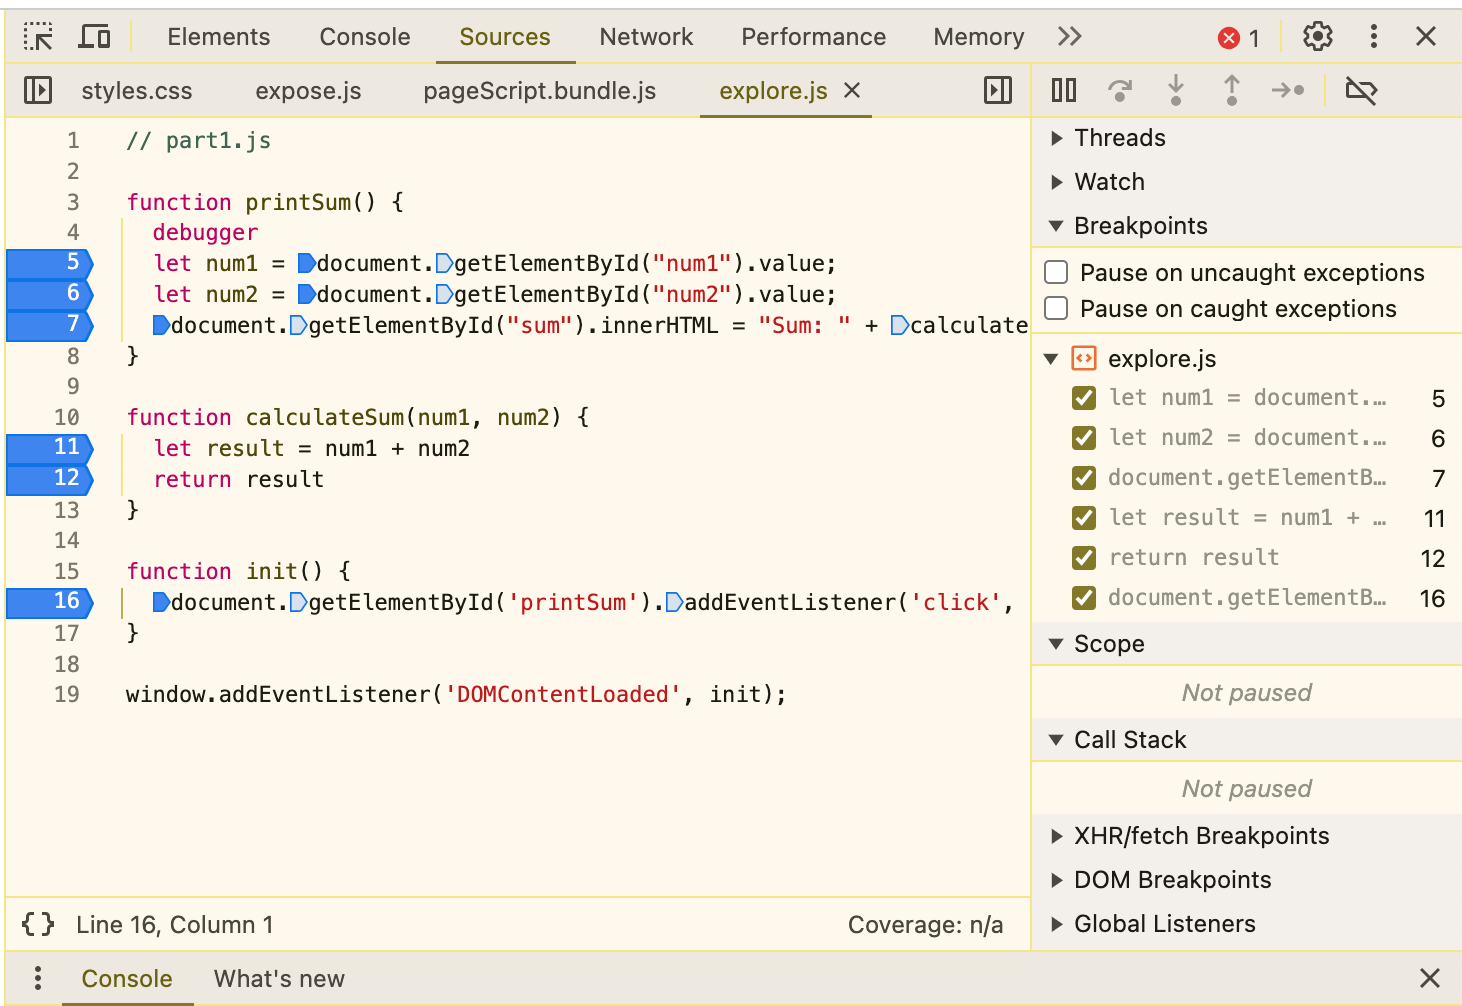 Elements Console Sources Network Performance Memory 1
styles.css expose.js pageScript.bundle.js explore.js
1 // part1.js
2
3 function printSum() {
4 debugger
5 let num1 = document.getElementById("num1").value;
6 let num2 = document.getElementById("num2").value;
7 document.getElementById("sum").innerHTML = "Sum: " + calculate
8 }
9
10 function calculateSum(num1, num2) {
11 let result = num1 + num2
12 return result
13 }
14
15 function init() {
16 document.getElementById('printSum').addEventListener('click',
17 }
18
19 window.addEventListener('DOMContentLoaded', init);
{ } Line 16, Column 1 Coverage: n/a
Threads
Watch
Breakpoints
Pause on uncaught exceptions
Pause on caught exceptions
explore.js
let num1 = document.… 5
let num2 = document.… 6
document.getElementB… 7
let result = num1 + … 11
return result 12
document.getElementB… 16
Scope
Not paused
Call Stack
Not paused
XHR/fetch Breakpoints
DOM Breakpoints
Global Listeners
Console What's new